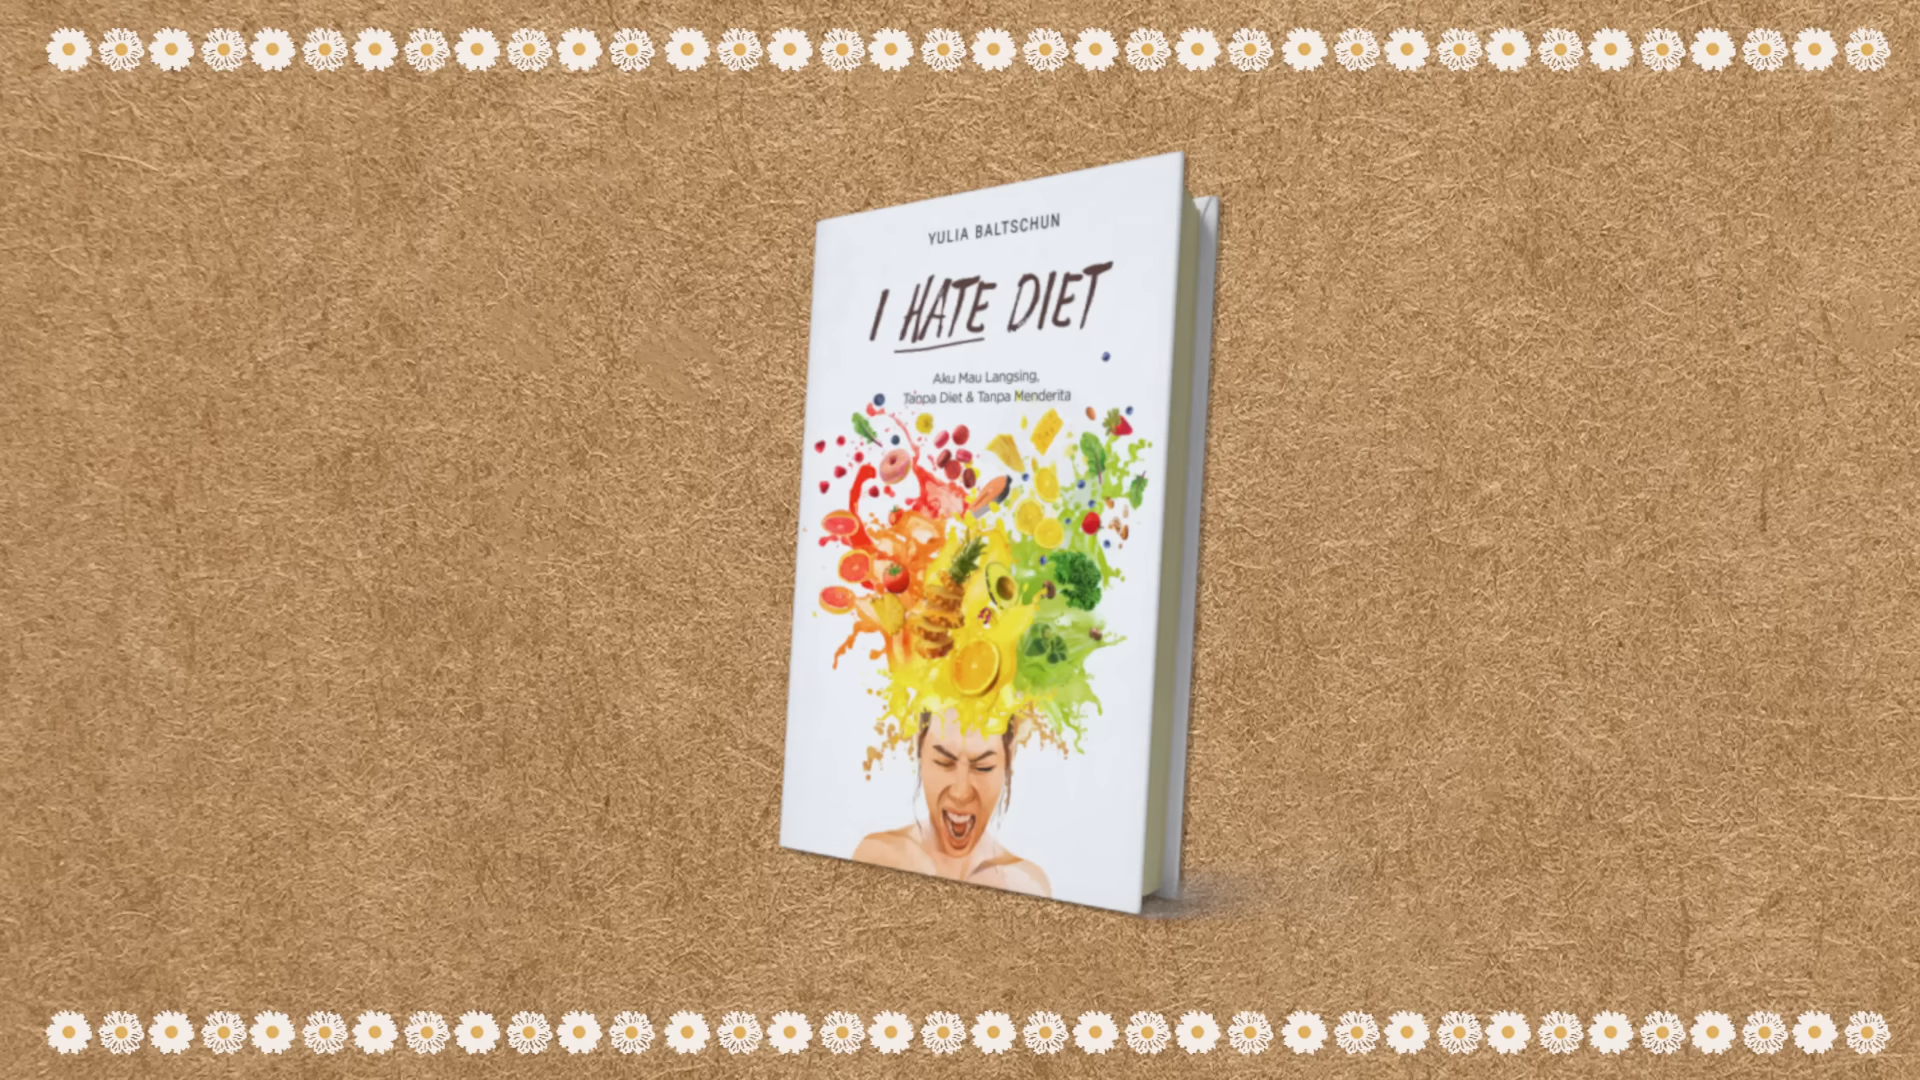 YULIA BALTSCHUN
I HATE DIET
Aku Mau Langsing,
Tanpa Diet & Tanpa Menderita